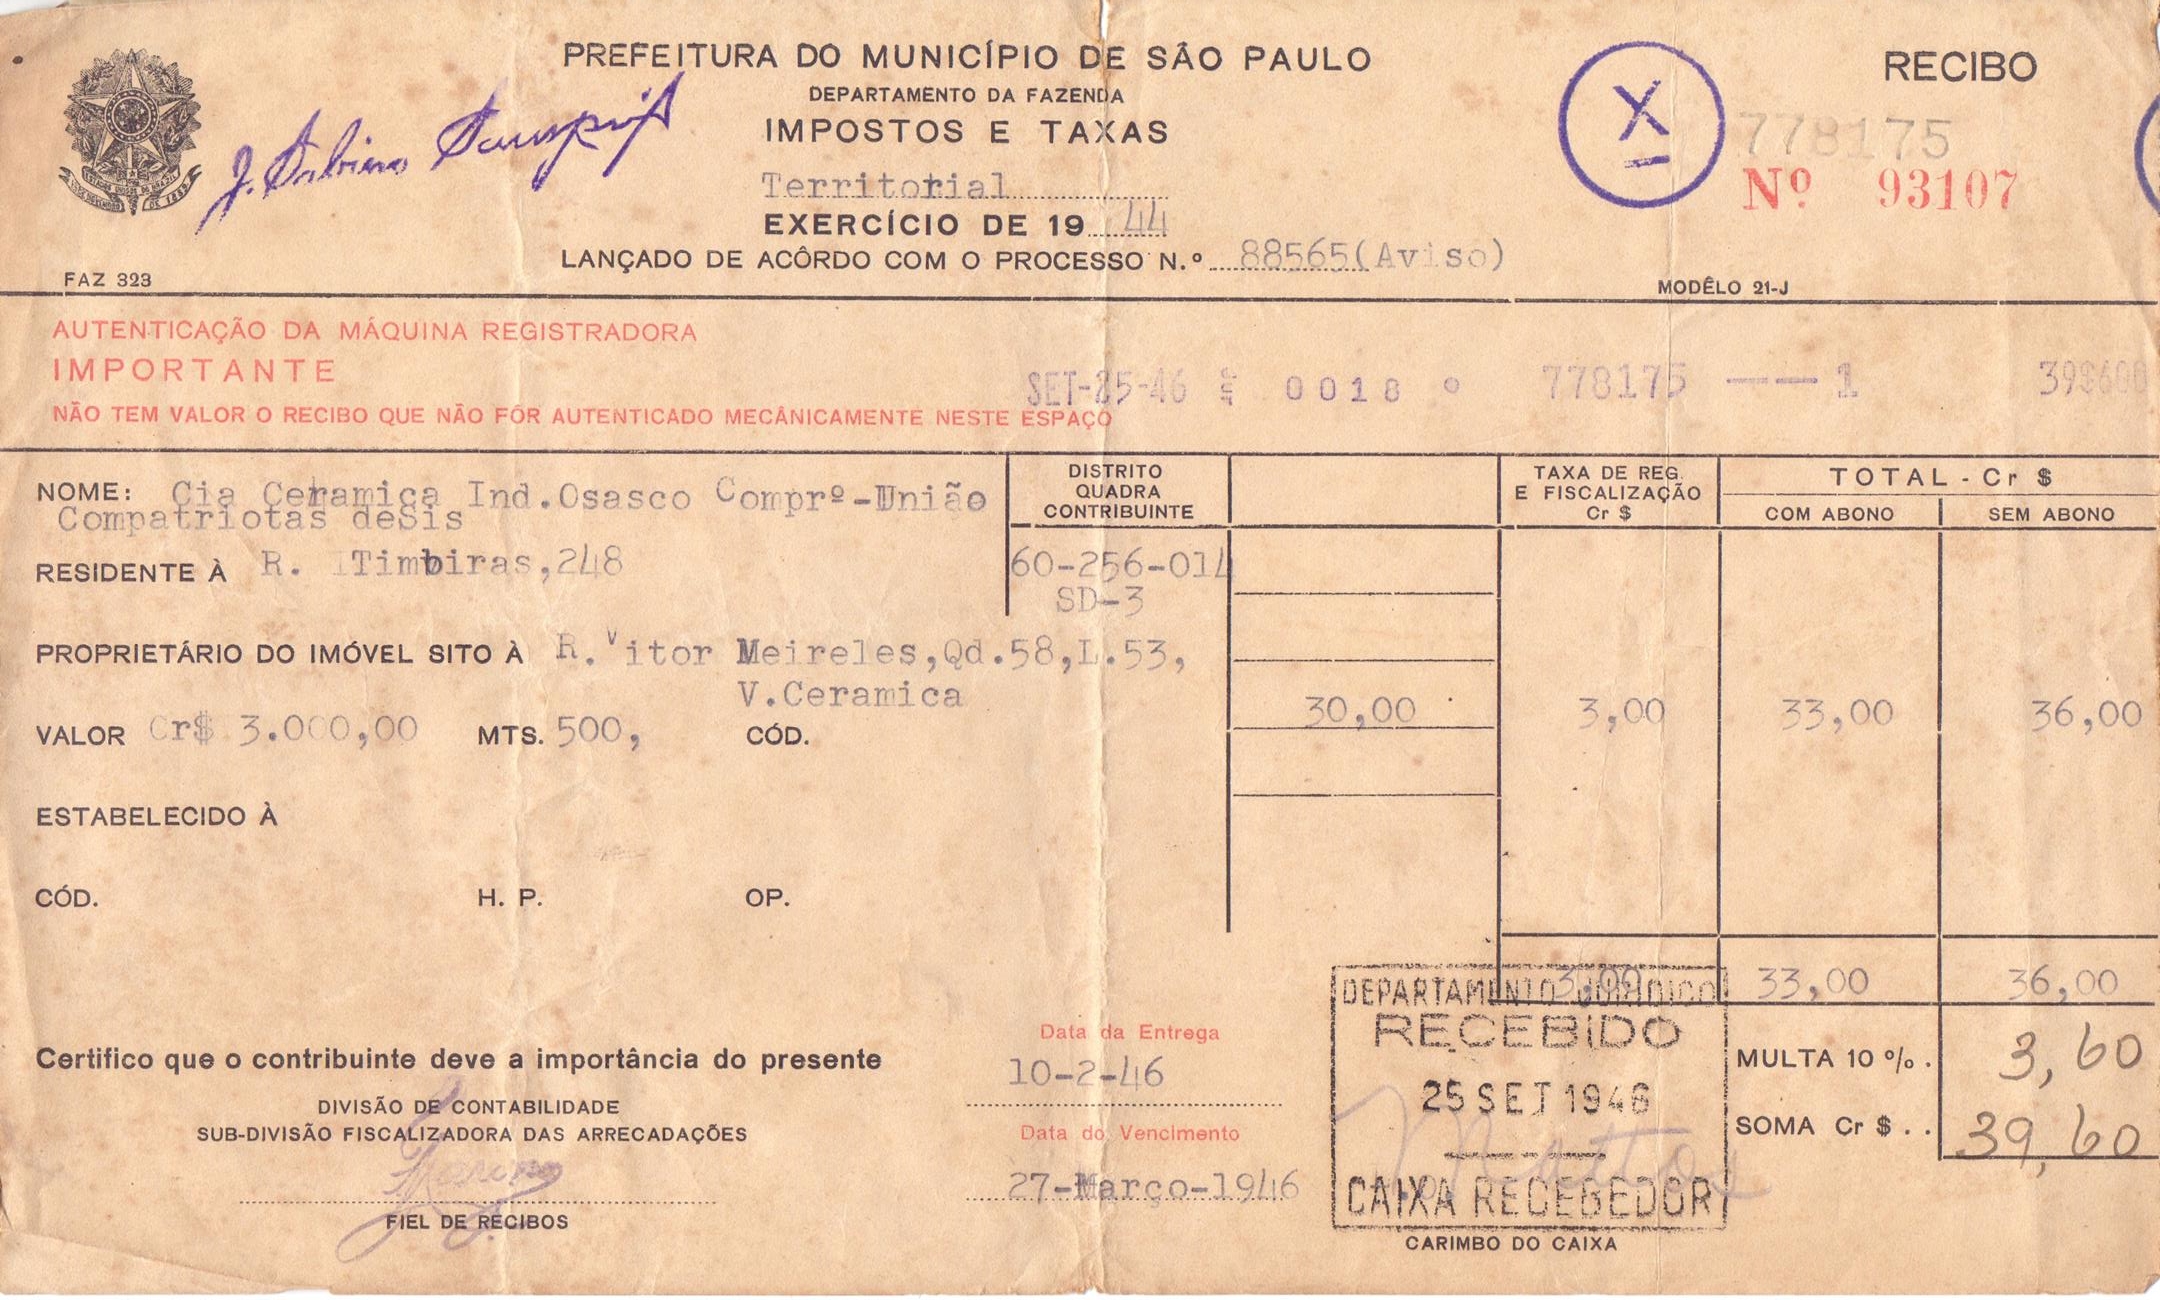 PREFEITURA DO MUNICÍPIO DE SÃO PAULO
RECIBO
DEPARTAMENTO DA FAZENDA
IMPOSTOS E TAXAS
X
778175
Nº 93107
Territorial
EXERCÍCIO DE 19 44
LANÇADO DE ACÔRDO COM O PROCESSO N.º 88565(Aviso)
FAZ 323
MODÊLO 21-J
AUTENTICAÇÃO DA MÁQUINA REGISTRADORA
IMPORTANTE
NÃO TEM VALOR O RECIBO QUE NÃO FÔR AUTENTICADO MECÂNICAMENTE NESTE ESPAÇO
SET-25-46 0018 778175 ——1 39$600
NOME: Cia Ceramica Ind.Osasco Comprº-União
Compatriotas deSis
RESIDENTE À R. Timbiras,248
DISTRITO
QUADRA
CONTRIBUINTE
60-256-014
SD-3
TAXA DE REG.
E FISCALIZAÇÃO
Cr $
TOTAL - Cr $
COM ABONO SEM ABONO
PROPRIETÁRIO DO IMÓVEL SITO À R.Vitor Meireles,Qd.58,L.53,
V.Ceramica
30,00 3,00 33,00 36,00
VALOR Cr$ 3.000,00 MTS. 500, CÓD.
ESTABELECIDO À
CÓD. H. P. OP.
3,00 33,00 36,00
Certifico que o contribuinte deve a importância do presente
DIVISÃO DE CONTABILIDADE
SUB-DIVISÃO FISCALIZADORA DAS ARRECADAÇÕES
FIEL DE RECIBOS
Data da Entrega
10-2-46
Data do Vencimento
27-Março-1946
DEPARTAMENTO JURIDICO
RECEBIDO
25 SET 1946
CAIXA RECEBEDOR
CARIMBO DO CAIXA
MULTA 10 %. 3,60
SOMA Cr $ . . 39,60